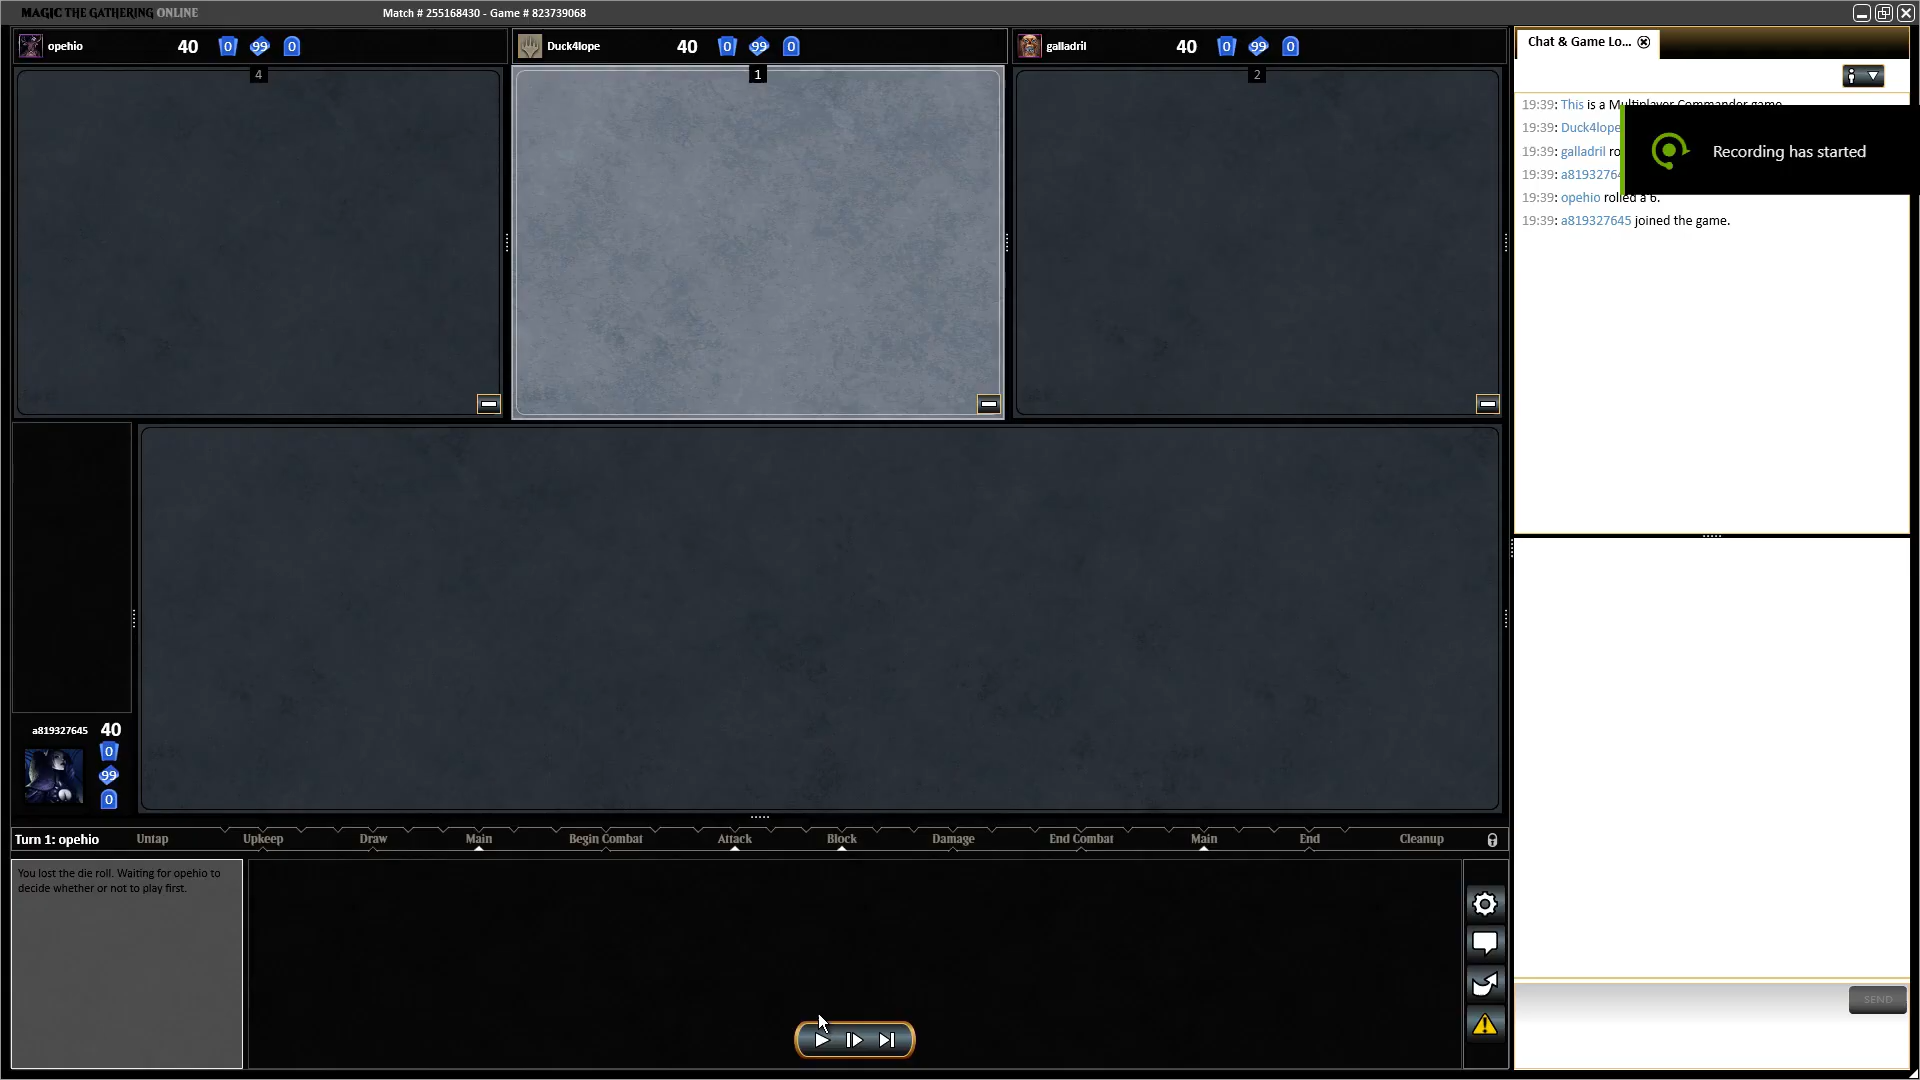 MAGIC THE GATHERING ONLINE
Match # 255168430 - Game # 823739068
opehio 40 0 99 0
Duck4lope 40 0 99 0
galladril 40 0 99 0
4
1
2
Chat & Game Lo...
19:39: This is a Multiplayer Commander game
19:39: Duck4lope
19:39: galladril ro
19:39: a81932764
19:39: opehio rolled a 6.
19:39: a819327645 joined the game.
Recording has started
a819327645 40
0
99
0
Turn 1: opehio Untap Upkeep Draw Main Begin Combat Attack Block Damage End Combat Main End Cleanup
You lost the die roll. Waiting for opehio to
decide whether or not to play first.
SEND